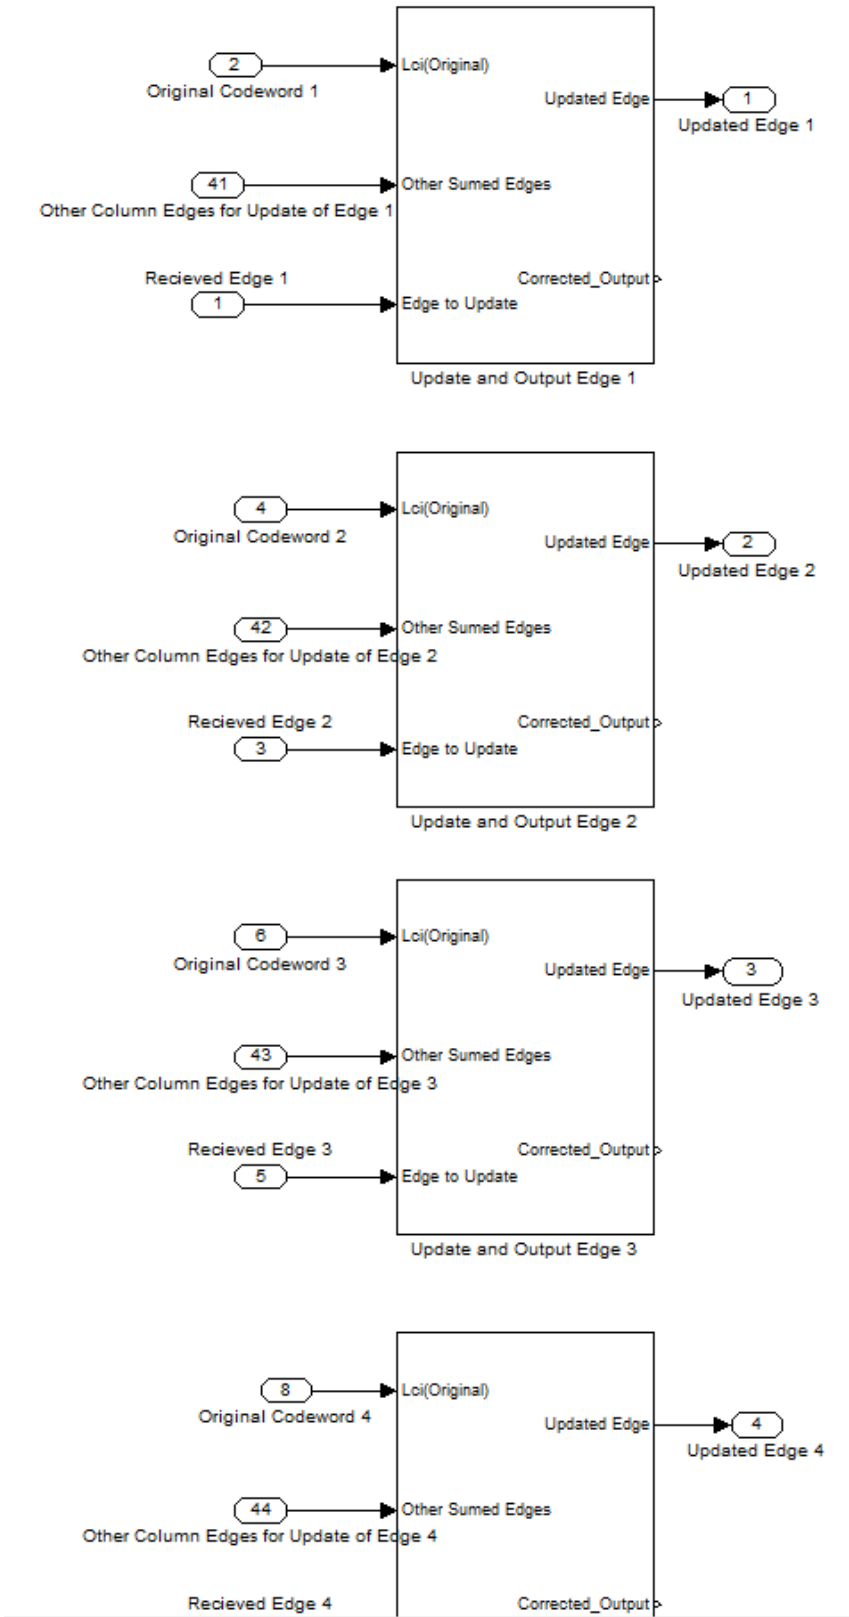 2
Original Codeword 1
Lci(Original)
Updated Edge
1
Updated Edge 1
41
Other Sumed Edges
Other Column Edges for Update of Edge 1
Recieved Edge 1
Corrected_Output
1
Edge to Update
Update and Output Edge 1
4
Original Codeword 2
Lci(Original)
Updated Edge
2
Updated Edge 2
42
Other Sumed Edges
Other Column Edges for Update of Edge 2
Recieved Edge 2
Corrected_Output
3
Edge to Update
Update and Output Edge 2
6
Original Codeword 3
Lci(Original)
Updated Edge
3
Updated Edge 3
43
Other Sumed Edges
Other Column Edges for Update of Edge 3
Recieved Edge 3
Corrected_Output
5
Edge to Update
Update and Output Edge 3
8
Original Codeword 4
Lci(Original)
Updated Edge
4
Updated Edge 4
44
Other Sumed Edges
Other Column Edges for Update of Edge 4
Recieved Edge 4
Corrected_Output